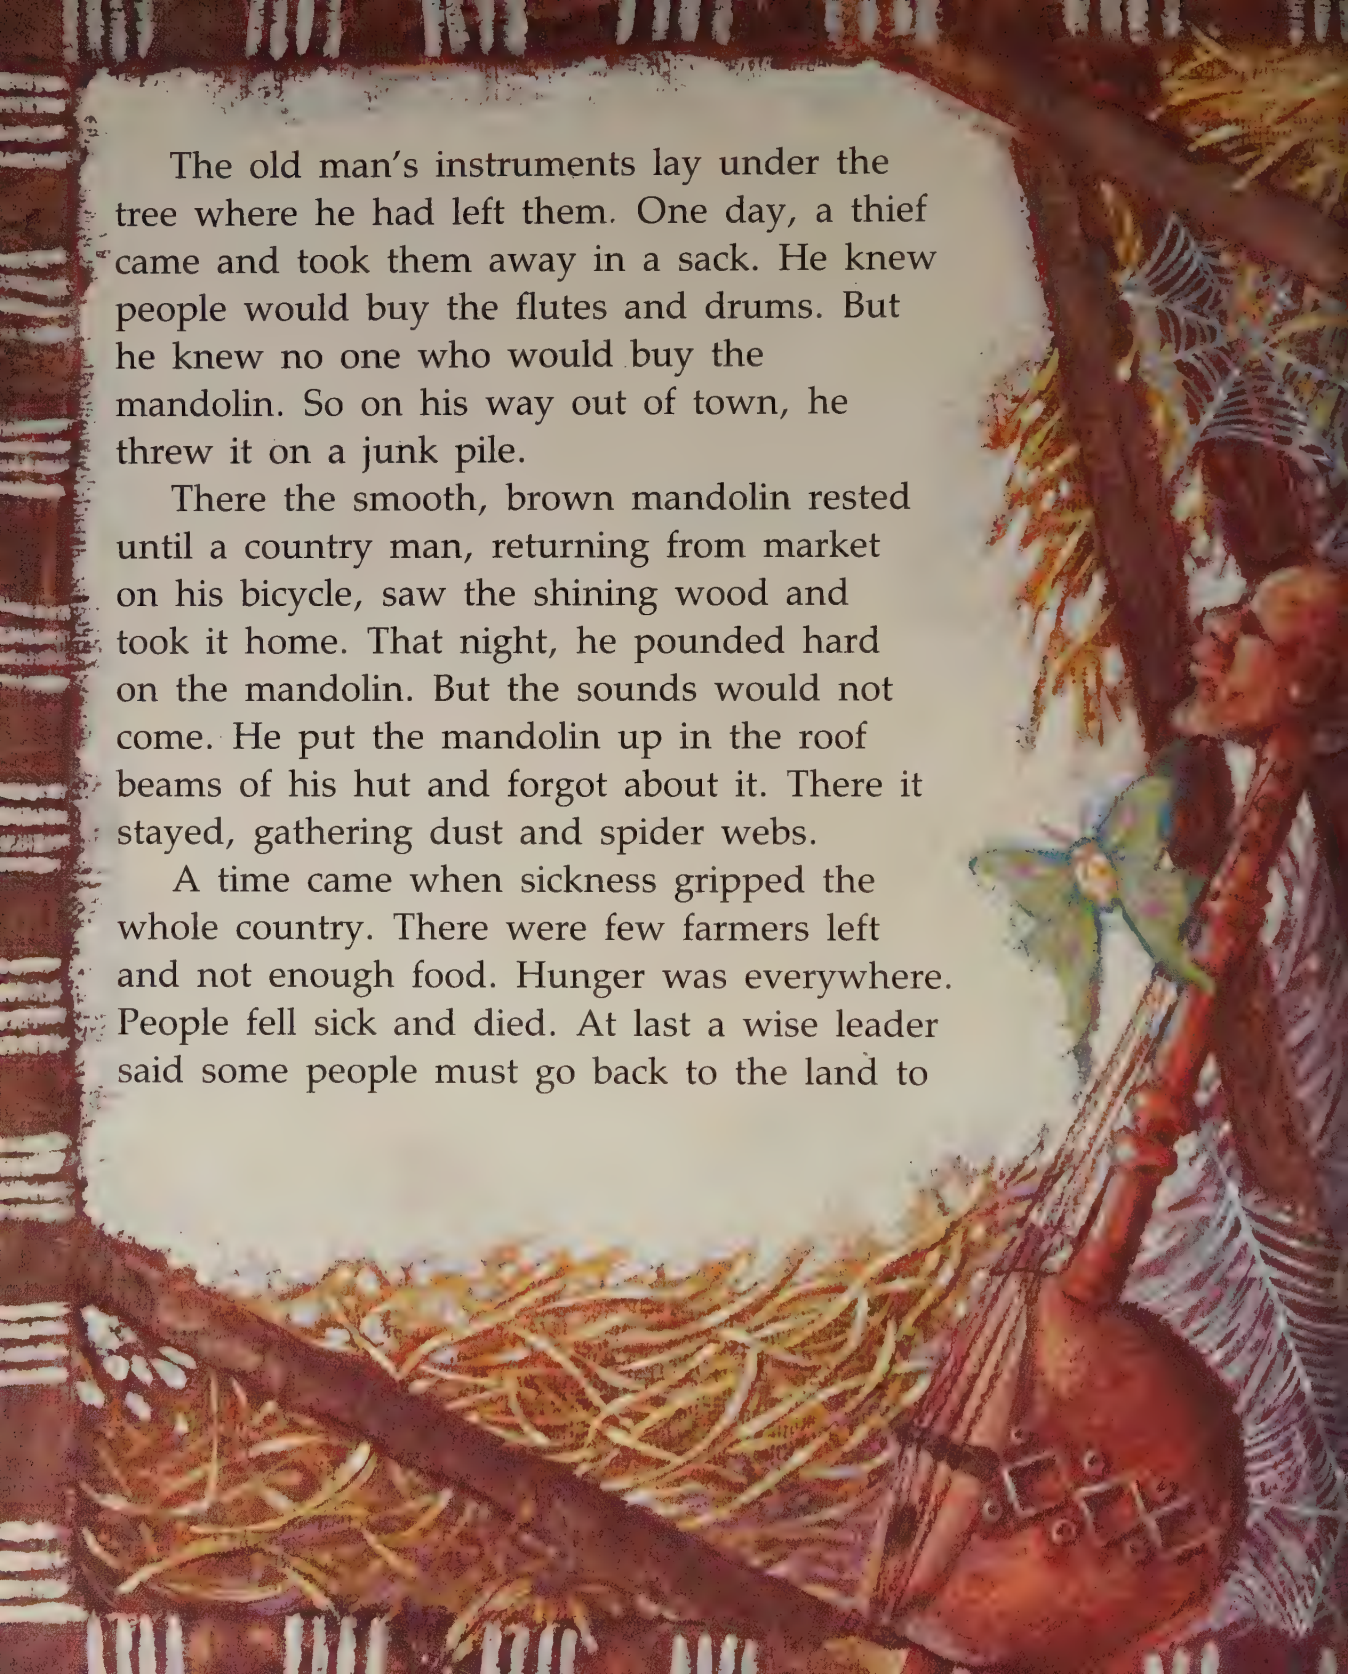 The old man's instruments lay under the
tree where he had left them. One day, a thief
came and took them away in a sack. He knew
people would buy the flutes and drums. But
he knew no one who would buy the
mandolin. So on his way out of town, he
threw it on a junk pile.
There the smooth, brown mandolin rested
until a country man, returning from market
on his bicycle, saw the shining wood and
took it home. That night, he pounded hard
on the mandolin. But the sounds would not
come. He put the mandolin up in the roof
beams of his hut and forgot about it. There it
stayed, gathering dust and spider webs.
A time came when sickness gripped the
whole country. There were few farmers left
and not enough food. Hunger was everywhere.
People fell sick and died. At last a wise leader
said some people must go back to the land to